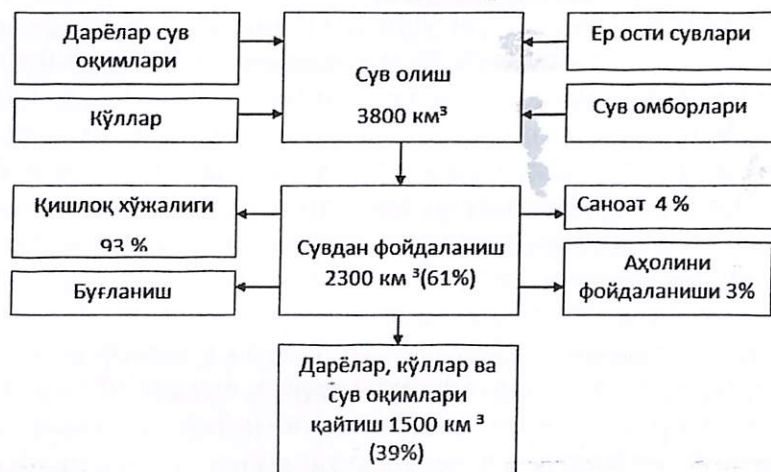 Дарёлар сув
оқимлари
Кўллар
Сув олиш
3800 км³
Ер ости сувлари
Сув омборлари
Қишлоқ хўжалиги
93 %
Буғланиш
Сувдан фойдаланиш
2300 км ³(61%)
Саноат 4 %
Аҳолини
фойдаланиши 3%
Дарёлар, кўллар ва
сув оқимлари
қайтиш 1500 км ³
(39%)